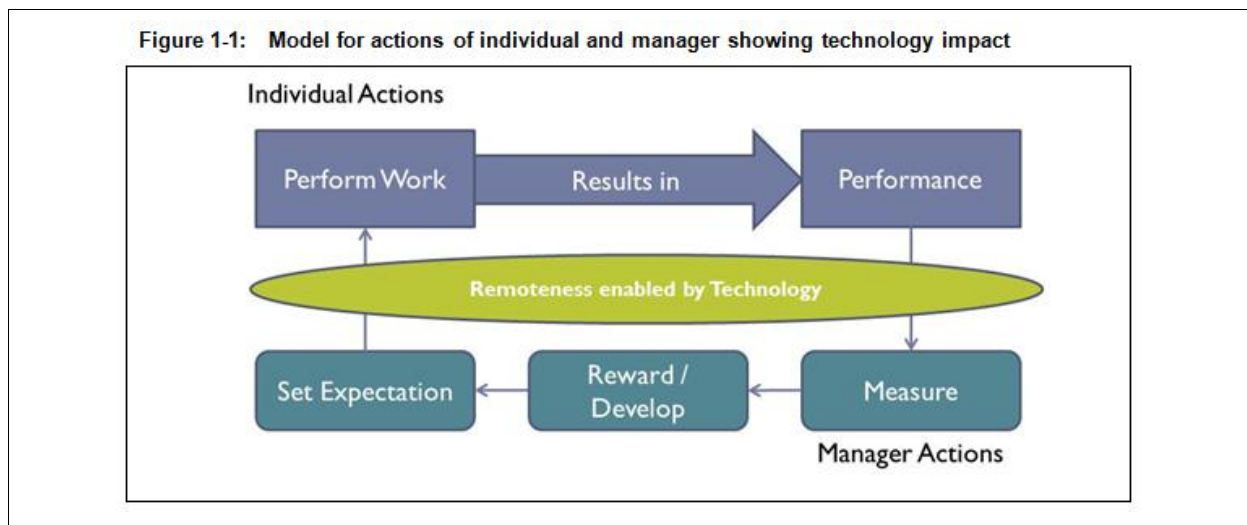 Figure 1-1: Model for actions of individual and manager showing technology impact
Individual Actions
Perform Work
Results in
Performance
Remoteness enabled by Technology
Set Expectation
Reward /
Develop
Measure
Manager Actions